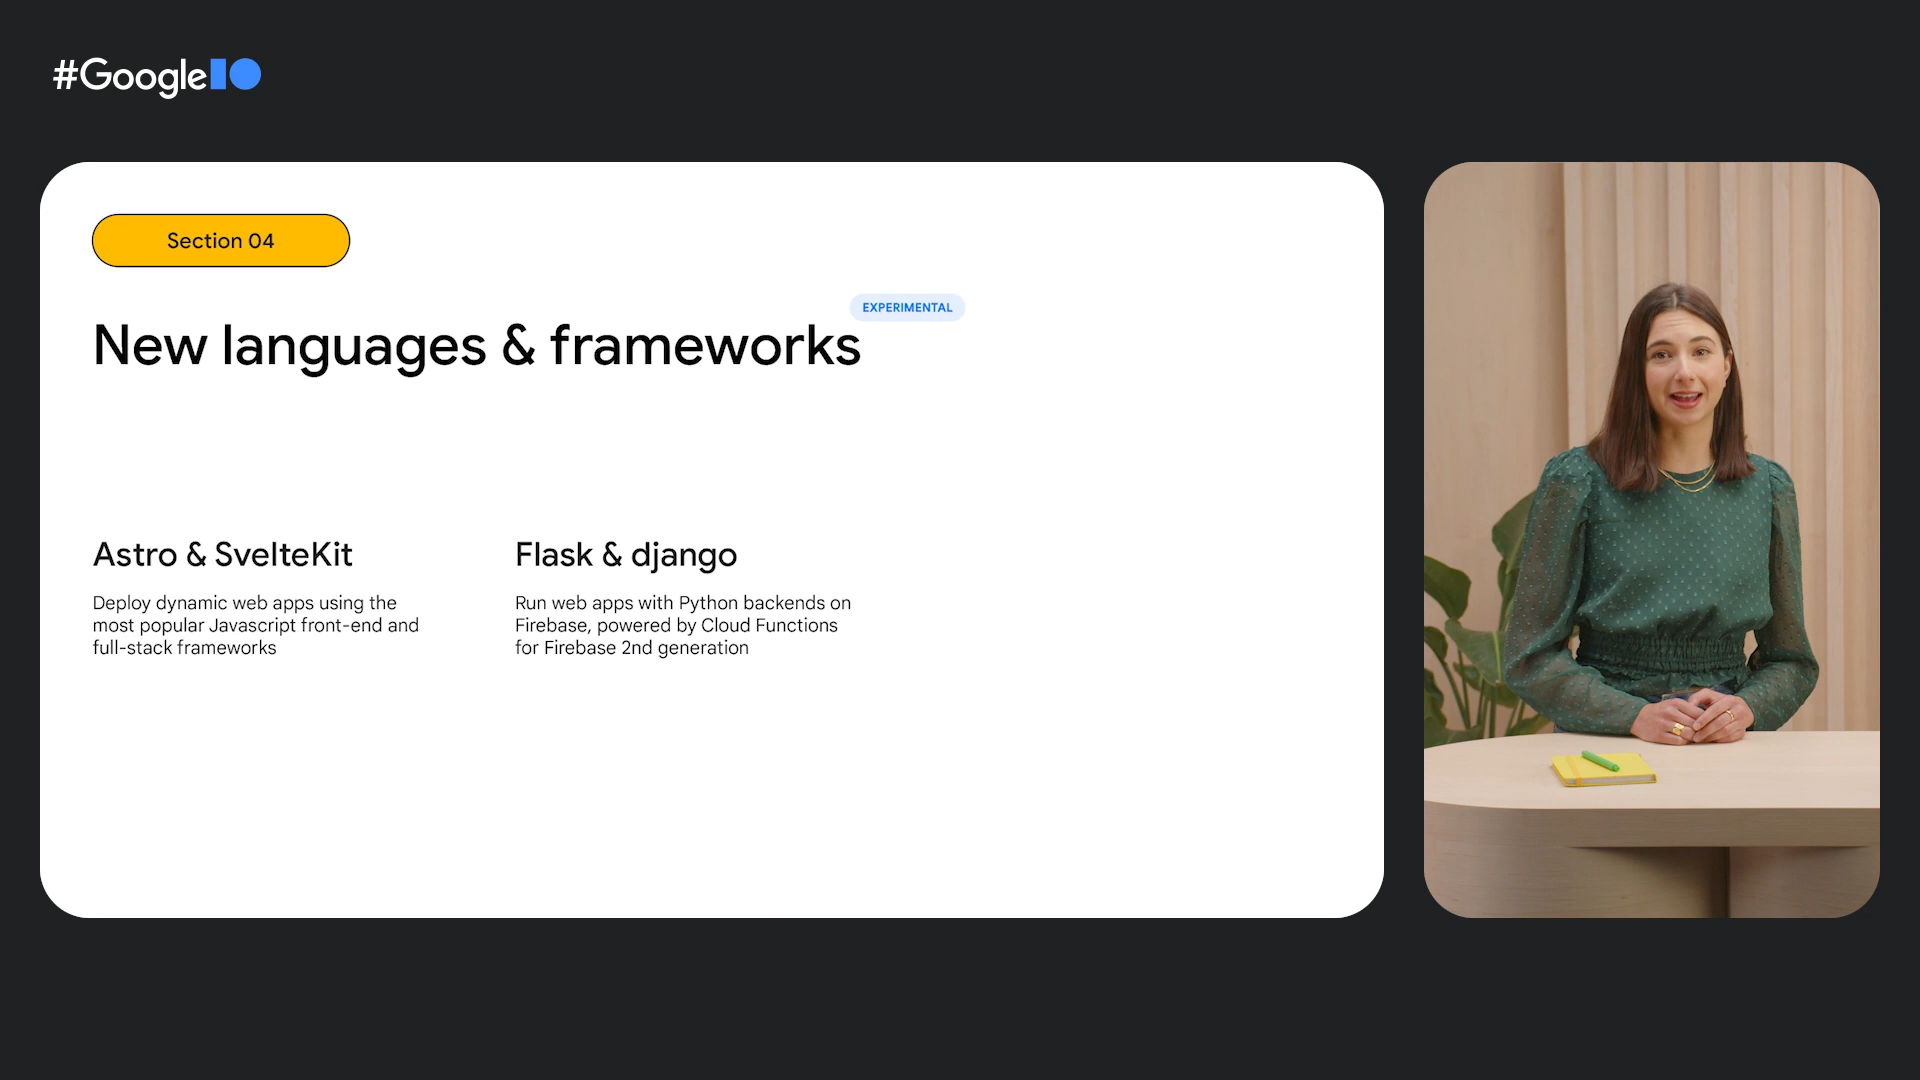 #GoogleIO
Section 04
EXPERIMENTAL
New languages & frameworks
Astro & SvelteKit
Deploy dynamic web apps using the
most popular Javascript front-end and
full-stack frameworks
Flask & django
Run web apps with Python backends on
Firebase, powered by Cloud Functions
for Firebase 2nd generation